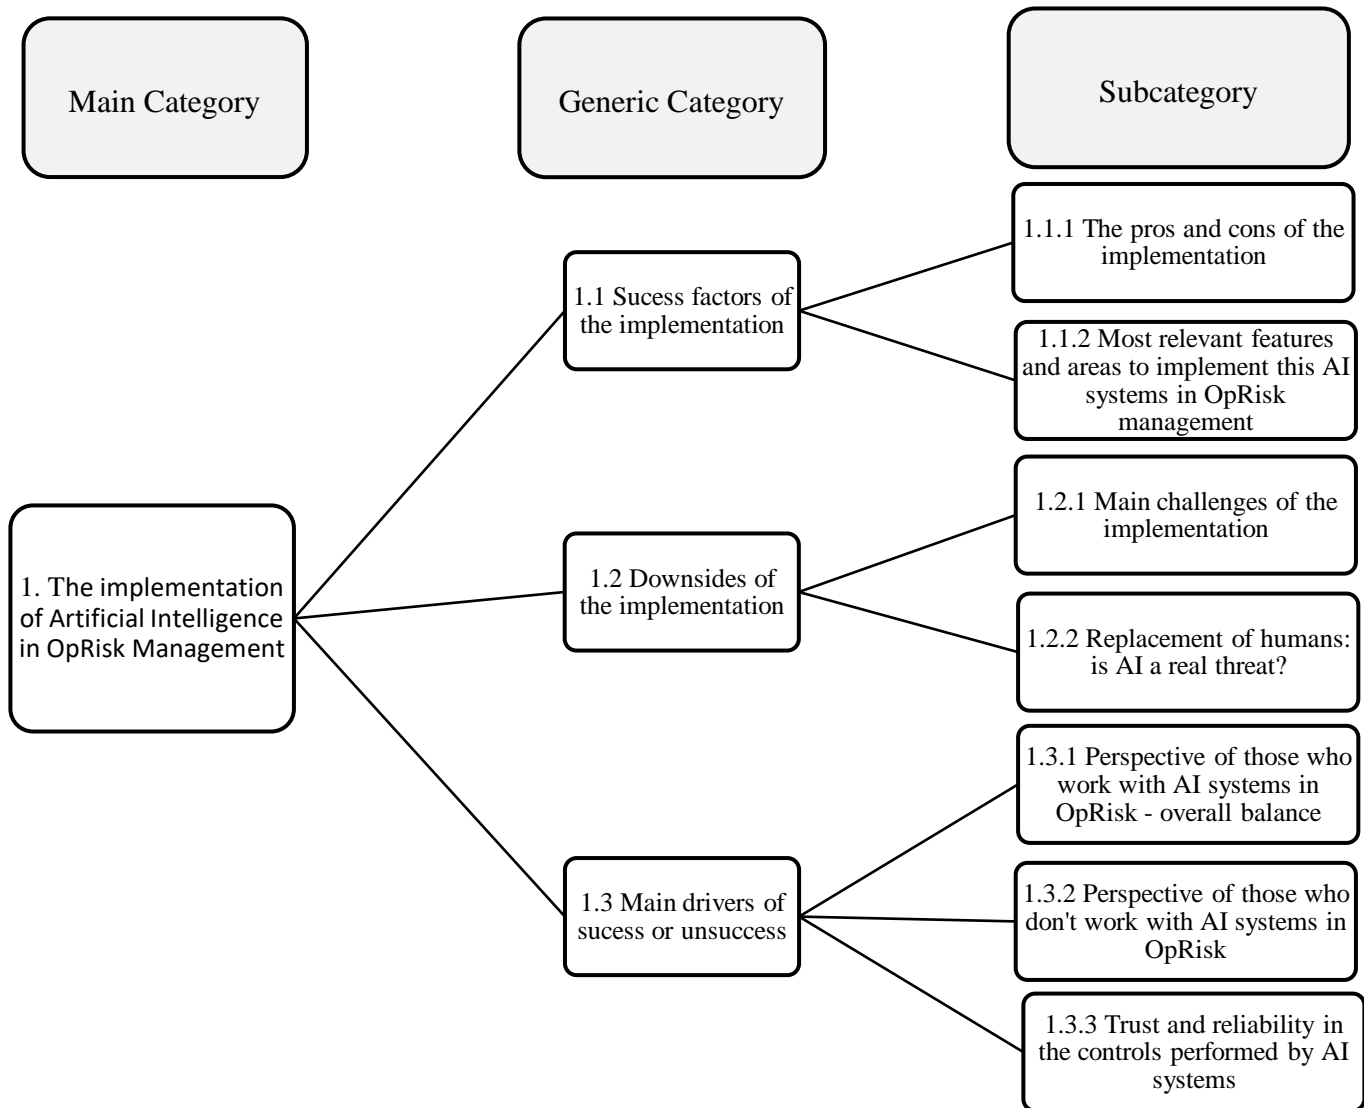 Main Category
Generic Category
Subcategory
1. The implementation
of Artificial Intelligence
in OpRisk Management
1.1 Sucess factors of
the implementation
1.1.1 The pros and cons of the
implementation
1.1.2 Most relevant features
and areas to implement this AI
systems in OpRisk
management
1.2 Downsides of
the implementation
1.2.1 Main challenges of the
implementation
1.2.2 Replacement of humans:
is AI a real threat?
1.3 Main drivers of
sucess or unsuccess
1.3.1 Perspective of those who
work with AI systems in
OpRisk - overall balance
1.3.2 Perspective of those who
don't work with AI systems in
OpRisk
1.3.3 Trust and reliability in
the controls performed by AI
systems